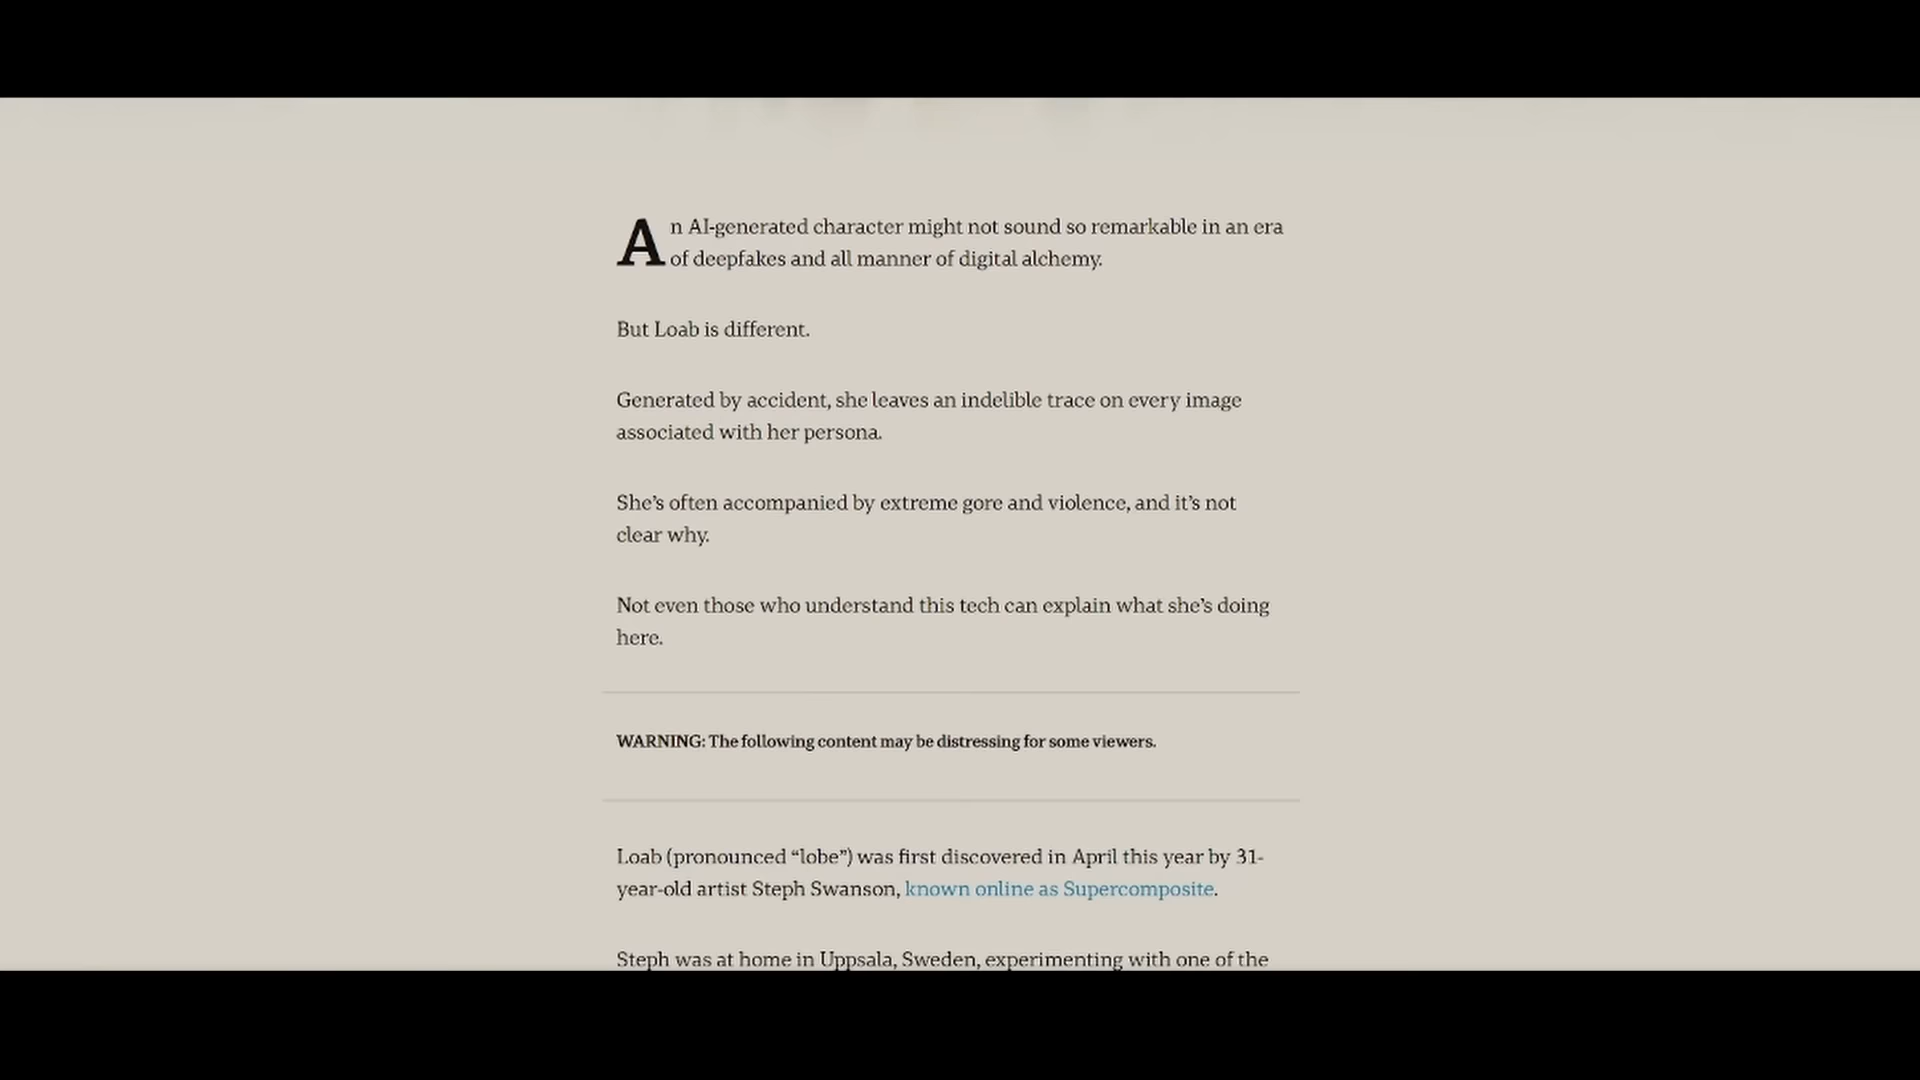 An AI-generated character might not sound so remarkable in an era
of deepfakes and all manner of digital alchemy.
But Loab is different.
Generated by accident, she leaves an indelible trace on every image
associated with her persona.
She’s often accompanied by extreme gore and violence, and it’s not
clear why.
Not even those who understand this tech can explain what she’s doing
here.
WARNING: The following content may be distressing for some viewers.
Loab (pronounced “lobe”) was first discovered in April this year by 31-
year-old artist Steph Swanson, known online as Supercomposite.
Steph was at home in Uppsala, Sweden, experimenting with one of the